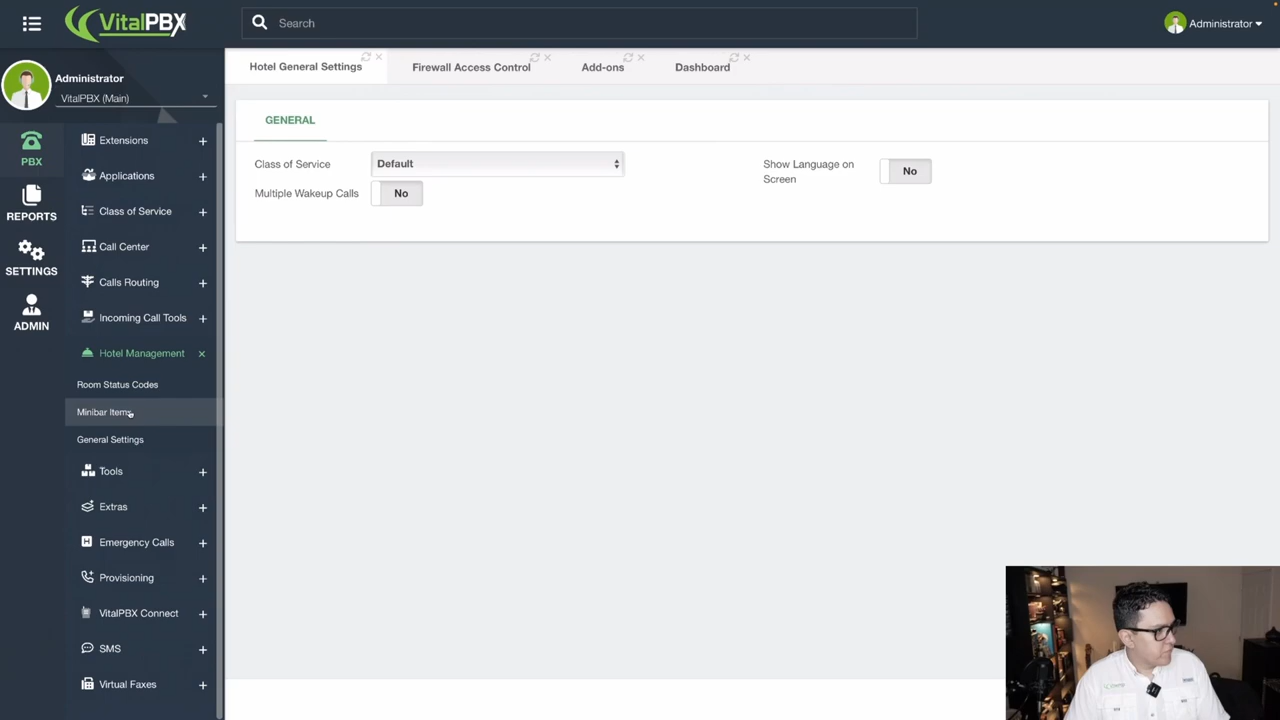 VitalPBX
Search
Administrator
Administrator
VitalPBX (Main)
PBX
REPORTS
SETTINGS
ADMIN
Extensions
Applications
Class of Service
Call Center
Calls Routing
Incoming Call Tools
Hotel Management
Room Status Codes
Minibar Items
General Settings
Tools
Extras
Emergency Calls
Provisioning
VitalPBX Connect
SMS
Virtual Faxes
Hotel General Settings
Firewall Access Control
Add-ons
Dashboard
GENERAL
Class of Service
Default
Multiple Wakeup Calls
No
Show Language on
Screen
No